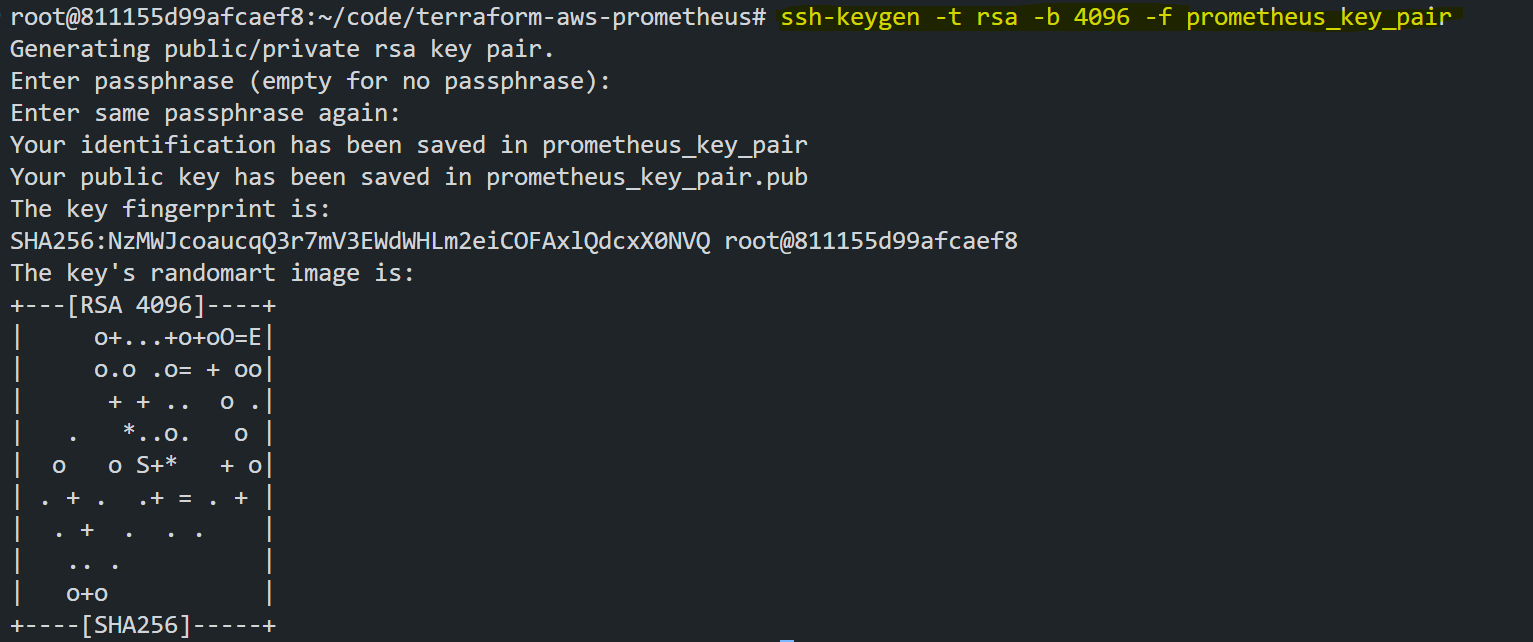 root@811155d99afcaef8:~/code/terraform-aws-prometheus# ssh-keygen -t rsa -b 4096 -f prometheus_key_pair
Generating public/private rsa key pair.
Enter passphrase (empty for no passphrase):
Enter same passphrase again:
Your identification has been saved in prometheus_key_pair
Your public key has been saved in prometheus_key_pair.pub
The key fingerprint is:
SHA256:NzMWJcoaucqQ3r7mV3EWdWHLm2eiCOFAxlQdcxX0NVQ root@811155d99afcaef8
The key's randomart image is:
+---[RSA 4096]----+
|     o+...+o+oO=E|
|     o.o .o= + oo|
|      + + ..  o .|
|   .   *..o.   o |
|  o   o S+*   + o|
| . + .  .+ = . + |
|  . +  .  . .    |
|   .. .          |
|   o+o           |
+----[SHA256]-----+